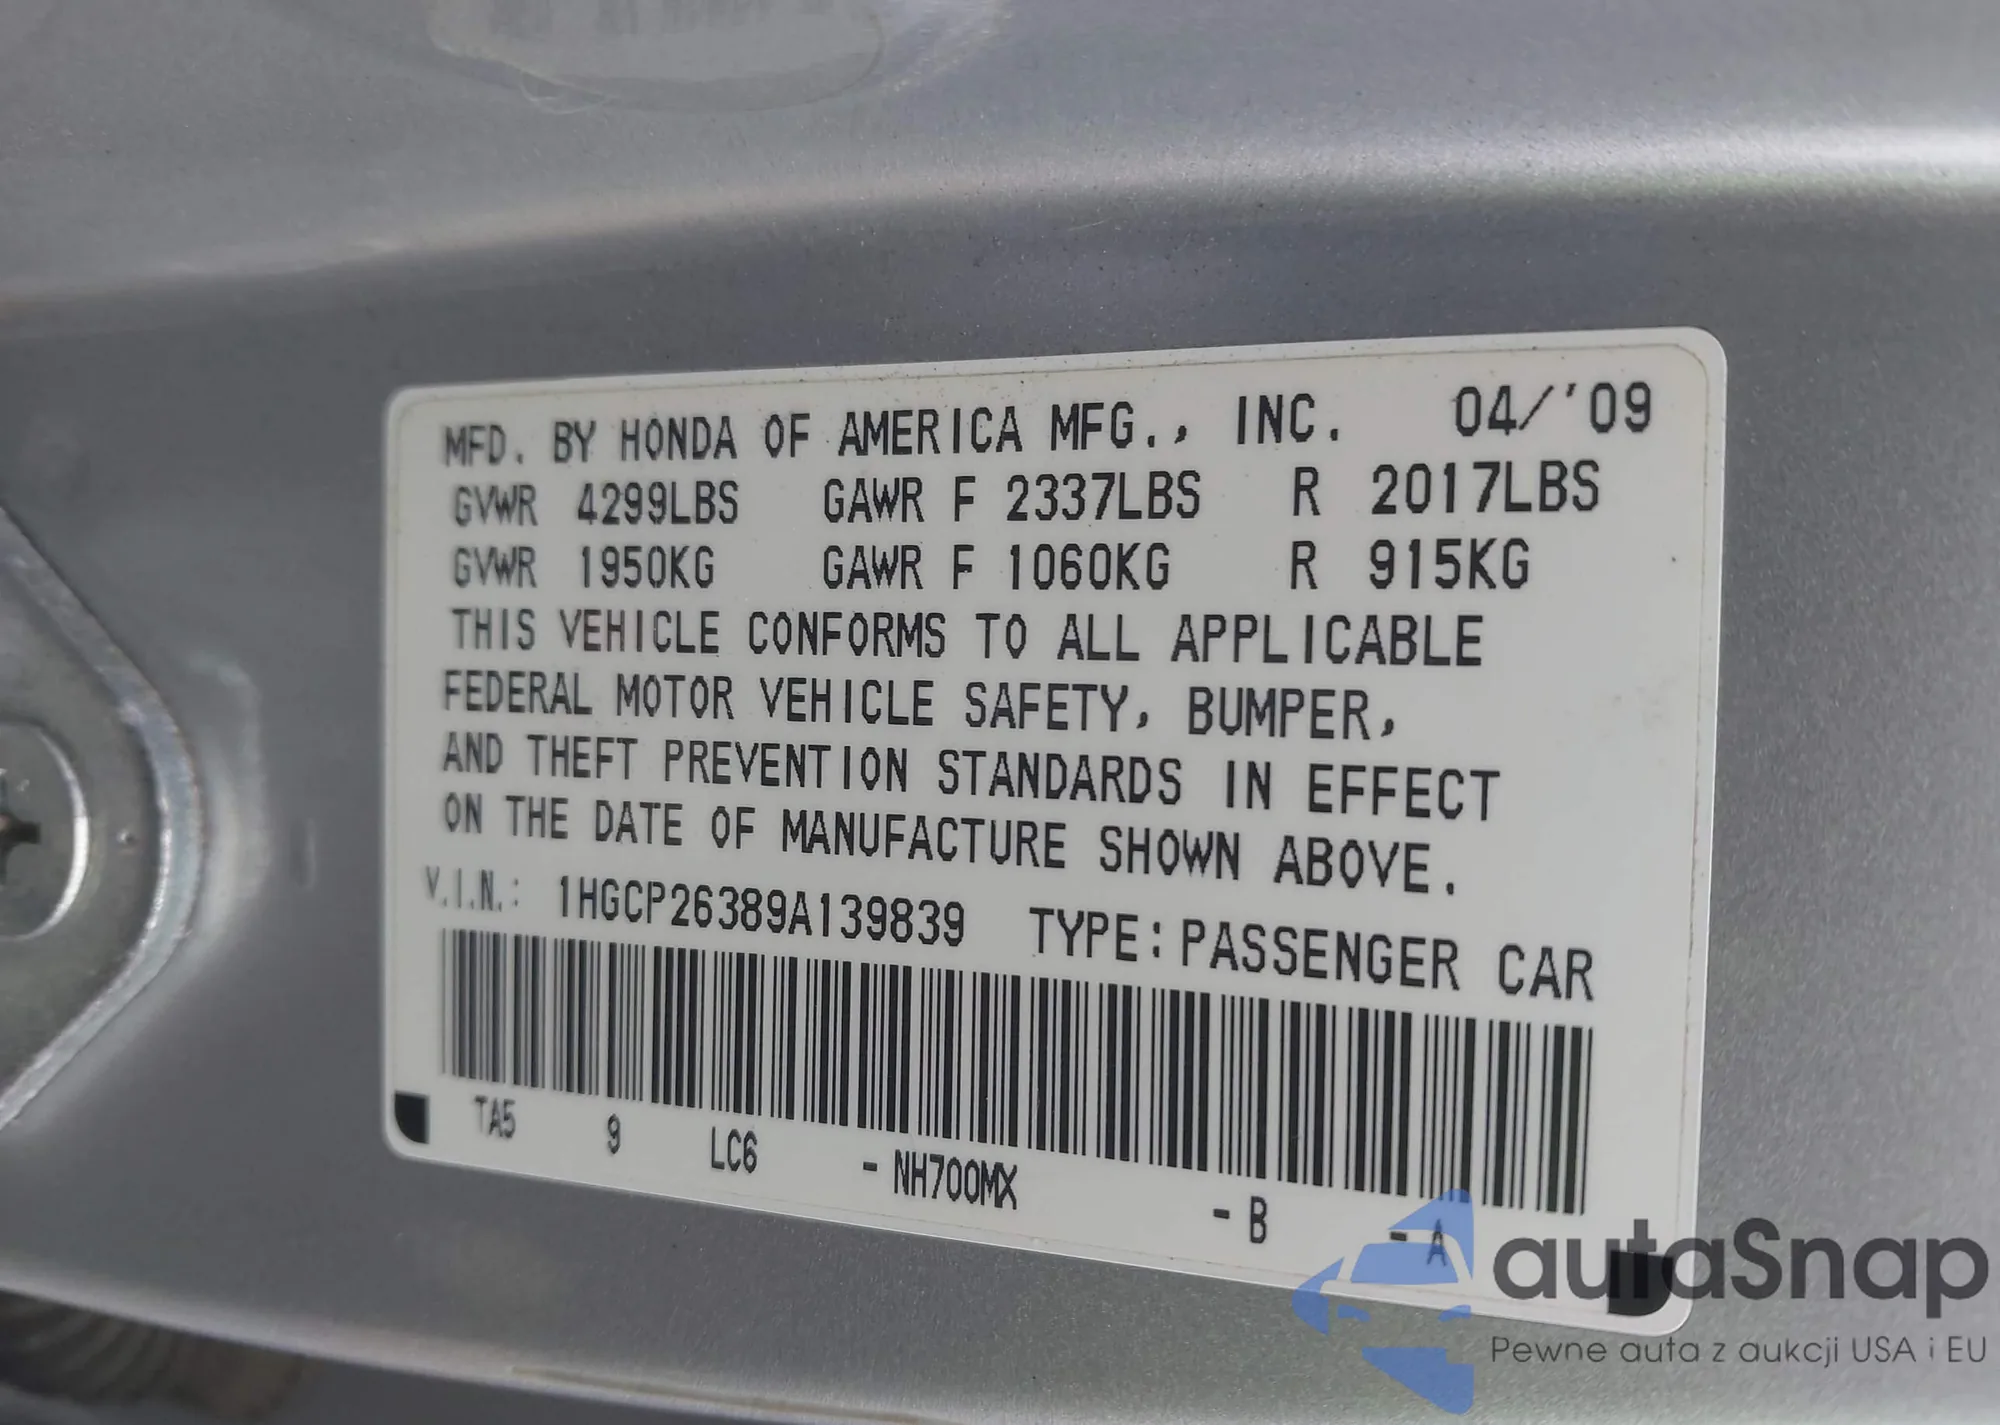 MFD. BY HONDA OF AMERICA MFG., INC. 04/'09
GVWR 4299LBS GAWR F 2337LBS R 2017LBS
GVWR 1950KG GAWR F 1060KG R 915KG
THIS VEHICLE CONFORMS TO ALL APPLICABLE
FEDERAL MOTOR VEHICLE SAFETY, BUMPER,
AND THEFT PREVENTION STANDARDS IN EFFECT
ON THE DATE OF MANUFACTURE SHOWN ABOVE.
V.I.N.: 1HGCP26389A139839 TYPE: PASSENGER CAR
TA5 9 LC6 - NH700MX - B - A
autaSnap
Pewne auta z aukcji USA i EU